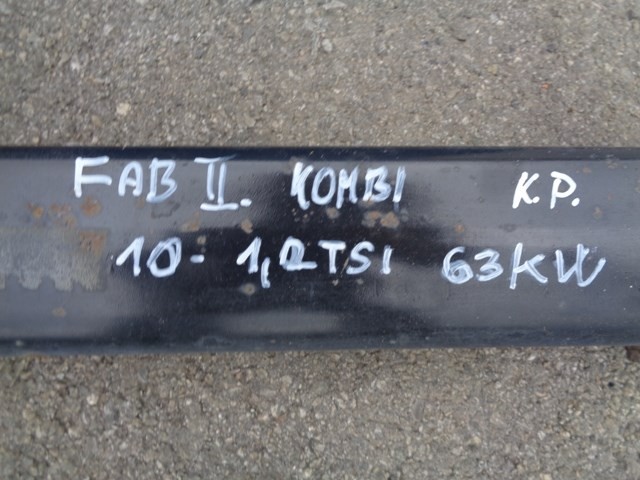 FAB II. KOMBI K.P.
10- 1,2TSI 63KW